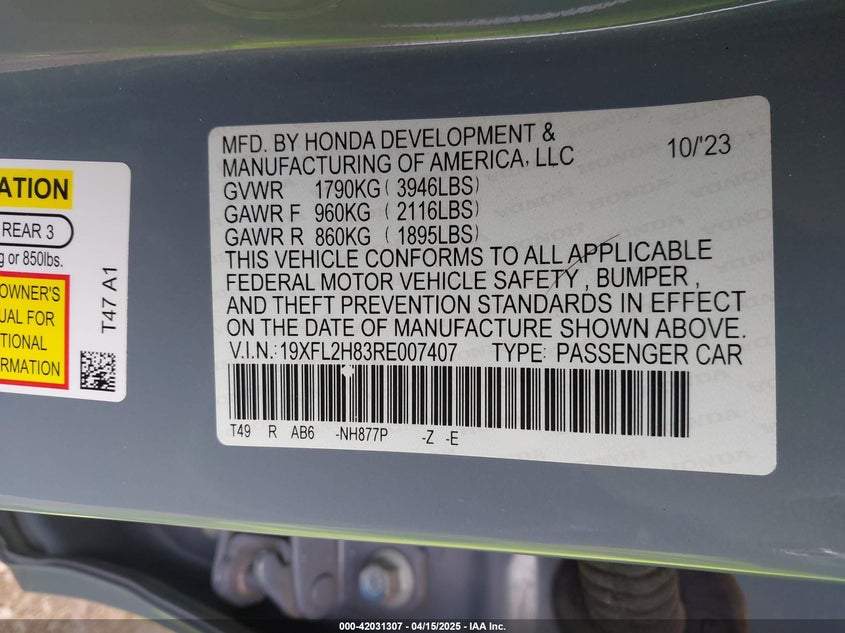 ATION
REAR 3
g or 850lbs.
OWNER'S
UAL FOR
TIONAL
RMATION
T47 A1
MFD. BY HONDA DEVELOPMENT &
MANUFACTURING OF AMERICA, LLC 10/'23
GVWR 1790KG ( 3946LBS)
GAWR F 960KG ( 2116LBS)
GAWR R 860KG ( 1895LBS)
THIS VEHICLE CONFORMS TO ALL APPLICABLE
FEDERAL MOTOR VEHICLE SAFETY , BUMPER ,
AND THEFT PREVENTION STANDARDS IN EFFECT
ON THE DATE OF MANUFACTURE SHOWN ABOVE.
V.I.N.:19XFL2H83RE007407 TYPE: PASSENGER CAR
T49 R AB6 -NH877P -Z -E
000-42031307 - 04/15/2025 - IAA Inc.